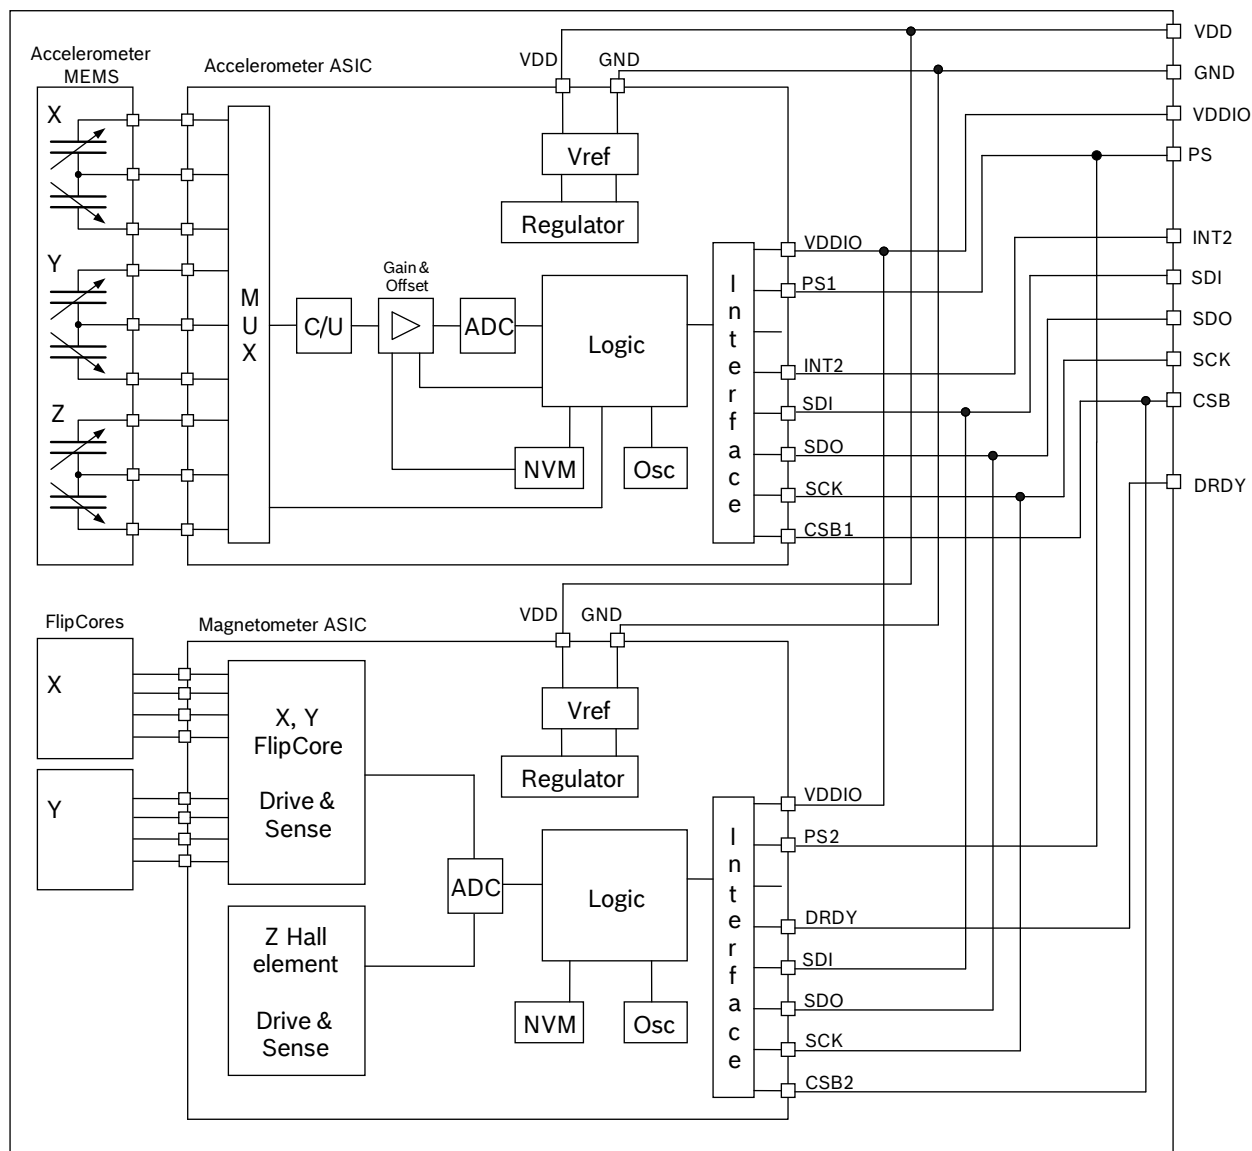 Accelerometer
MEMS
Accelerometer ASIC
VDD
GND
VDD
GND
VDDIO
PS
INT2
SDI
SDO
SCK
CSB
DRDY
X
Y
Z
M
U
X
C/U
Gain &
Offset
ADC
Logic
NVM
Osc
Vref
Regulator
I
n
t
e
r
f
a
c
e
VDDIO
PS1
INT2
SDI
SDO
SCK
CSB1
FlipCores
Magnetometer ASIC
VDD
GND
X
Y
X, Y
FlipCore
Drive &
Sense
Z Hall
element
Drive &
Sense
ADC
Vref
Regulator
Logic
NVM
Osc
I
n
t
e
r
f
a
c
e
VDDIO
PS2
DRDY
SDI
SDO
SCK
CSB2